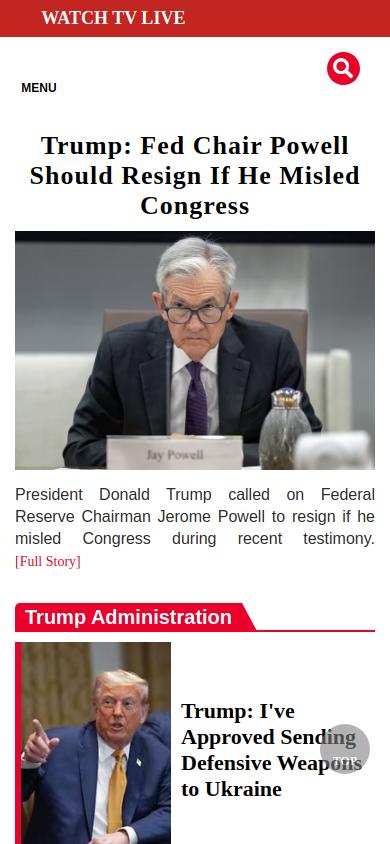 WATCH TV LIVE
MENU
Trump: Fed Chair Powell
Should Resign If He Misled
Congress
Jay Powell
President Donald Trump called on Federal
Reserve Chairman Jerome Powell to resign if he
misled Congress during recent testimony.
[Full Story]
Trump Administration
Trump: I've
Approved Sending
Defensive Weapons
to Ukraine
TOP